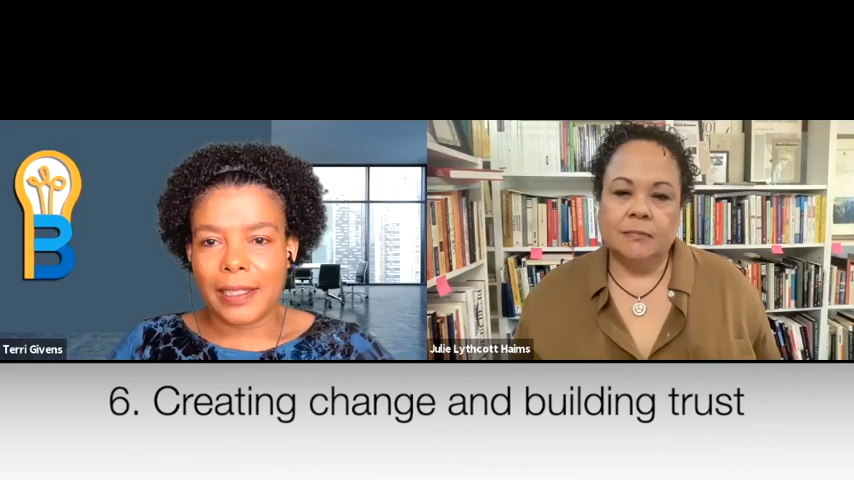 Terri Givens
Julie Lythcott Haims
6. Creating change and building trust